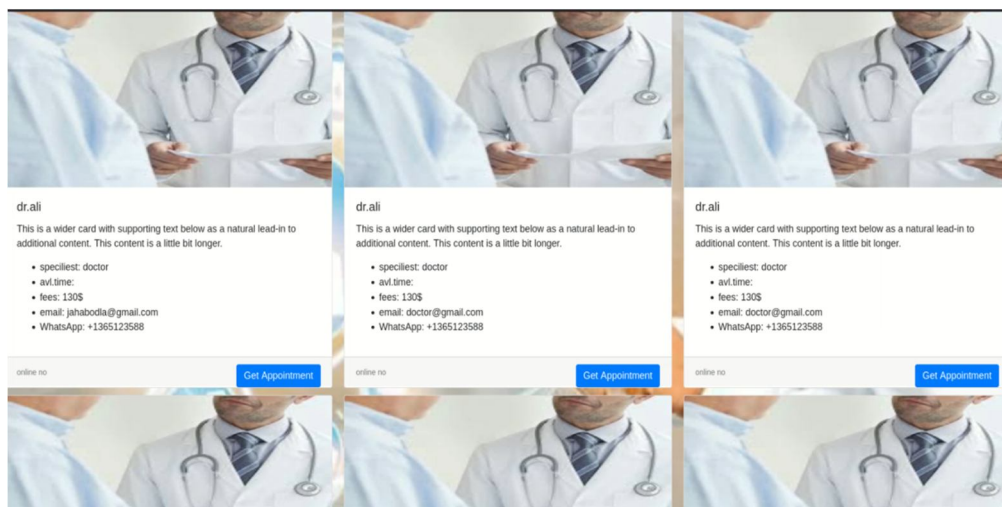 dr.ali
This is a wider card with supporting text below as a natural lead-in to
additional content. This content is a little bit longer.
• speciliest: doctor
• avl.time:
• fees: 130$
• email: jahabodla@gmail.com
• WhatsApp: +1365123588
online no
Get Appointment
dr.ali
This is a wider card with supporting text below as a natural lead-in to
additional content. This content is a little bit longer.
• speciliest: doctor
• avl.time:
• fees: 130$
• email: doctor@gmail.com
• WhatsApp: +1365123588
online no
Get Appointment
dr.ali
This is a wider card with supporting text below as a natural lead-in to
additional content. This content is a little bit longer.
• speciliest: doctor
• avl.time:
• fees: 130$
• email: doctor@gmail.com
• WhatsApp: +1365123588
online no
Get Appointment